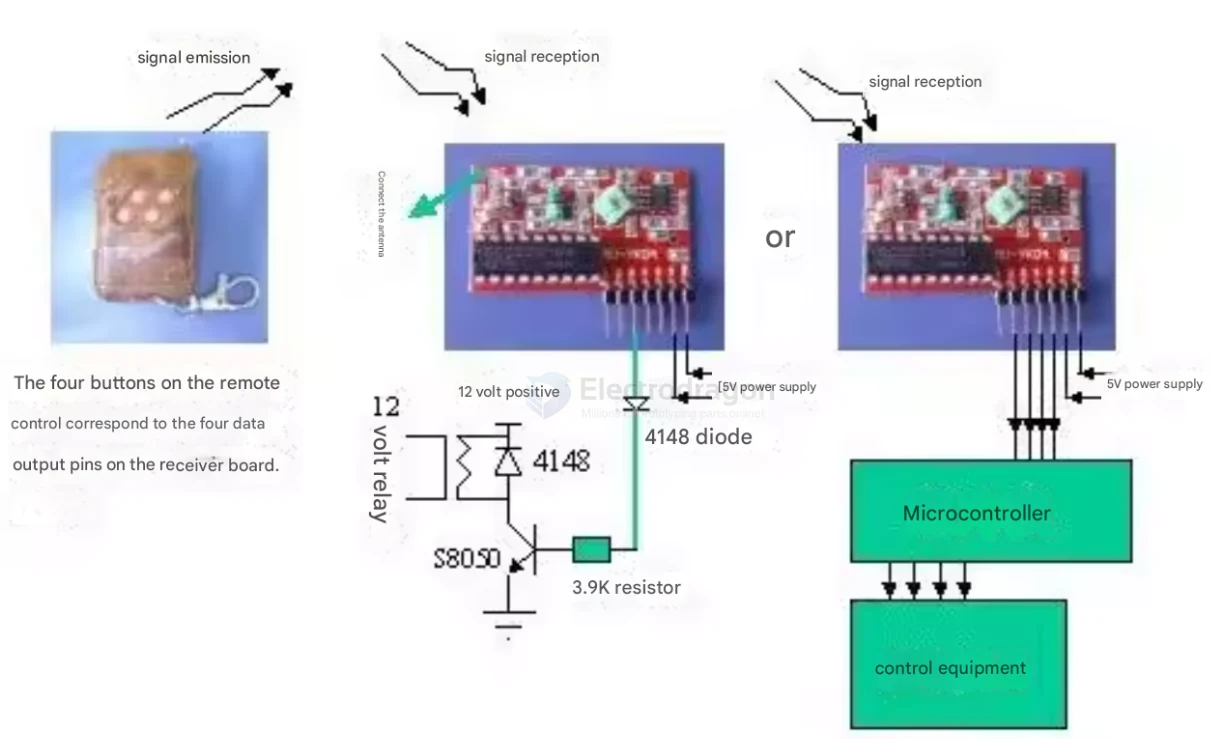 signal emission
signal reception
signal reception
Connect the antenna
or
The four buttons on the remote
control correspond to the four data
output pins on the receiver board.
12 volt positive
Electrodragon
[5V power supply
5V power supply
12
volt relay
4148 diode
4148
S8050
3.9K resistor
Microcontroller
control equipment